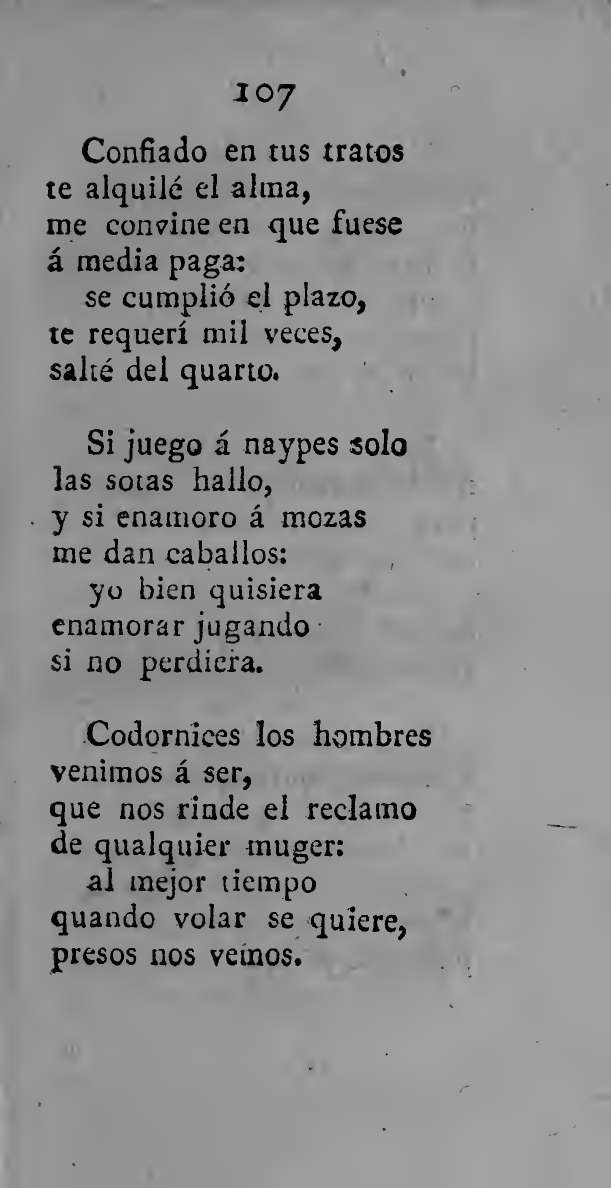 107
Confiado en tus tratos
te alquilé el alma,
me convine en que fuese
á media paga:
se cumplió el plazo,
te requerí mil veces,
salté del quarto.
Si juego á naypes solo
las sotas hallo,
y si enamoro á mozas
me dan caballos:
yo bien quisiera
enamorar jugando
si no perdiera.
Codornices los hombres
venimos á ser,
que nos rinde el reclamo
de qualquier muger:
al mejor tiempo
quando volar se quiere,
presos nos vemos.